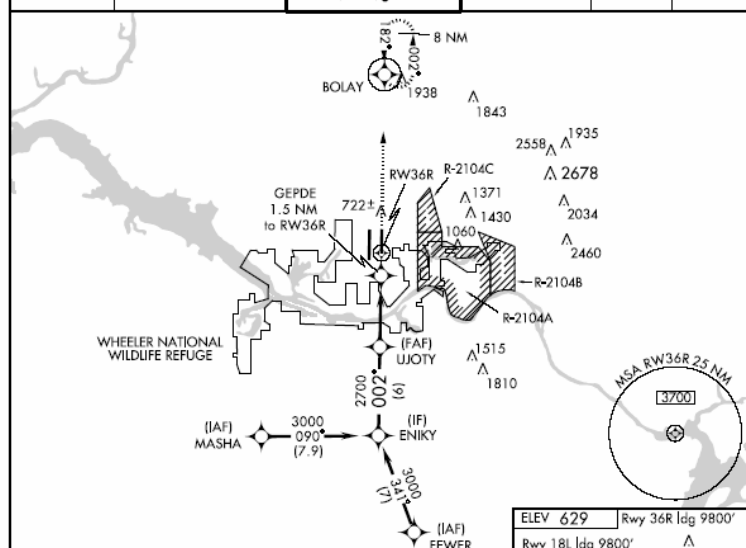 182°
8 NM
002°
BOLAY
1938
1843
1935
2558
2678
R-2104C
RW36R
GEPDE
1.5 NM
to RW36R
722±
1371
1430
1060
2034
2460
R-2104B
R-2104A
WHEELER NATIONAL
WILDLIFE REFUGE
(FAF)
UJOTY
1515
1810
MSA RW36R 25 NM
3700
2700
002°
(6)
(IAF)
MASHA
3000
090°
(7.9)
(IF)
ENIKY
3000
341°
(7)
(IAF)
FEWER
ELEV 629
Rwy 36R ldg 9800'
Rwy 18L ldg 9800'